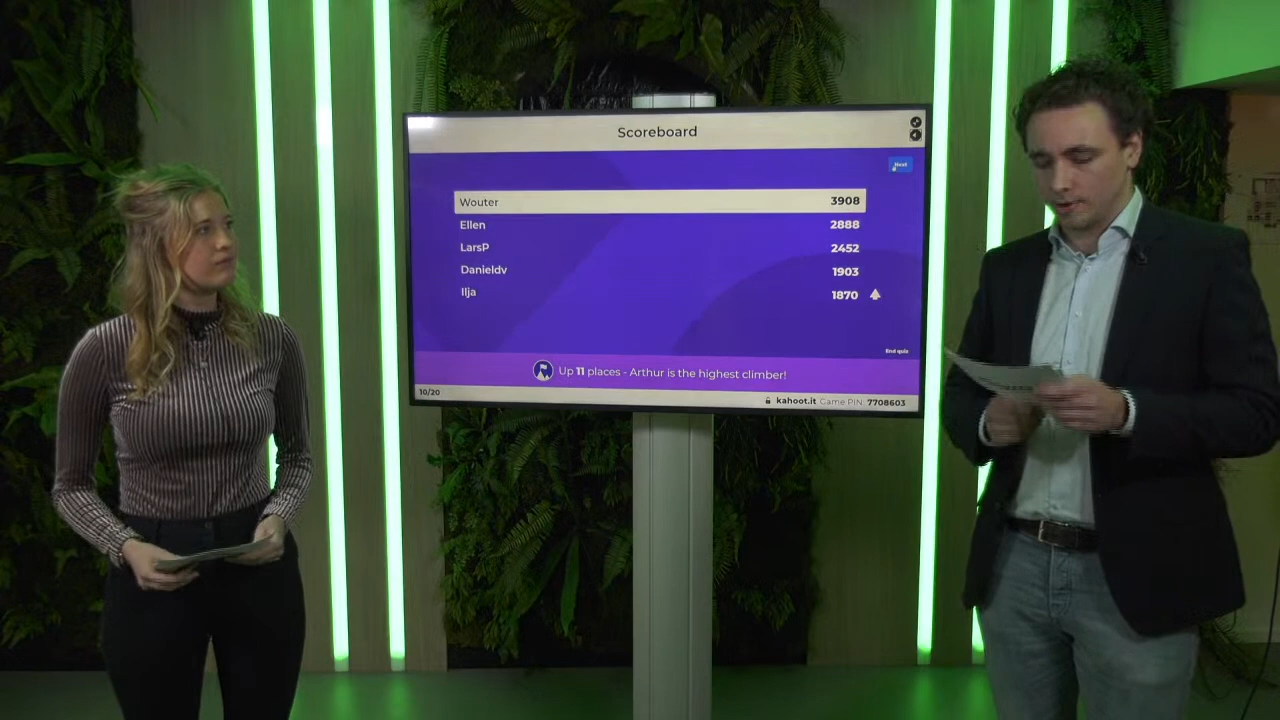 Scoreboard
Next
Wouter 3908
Ellen 2888
LarsP 2452
Danieldv 1903
Ilja 1870
End quiz
Up 11 places - Arthur is the highest climber!
10/20
kahoot.it Game PIN: 7708603